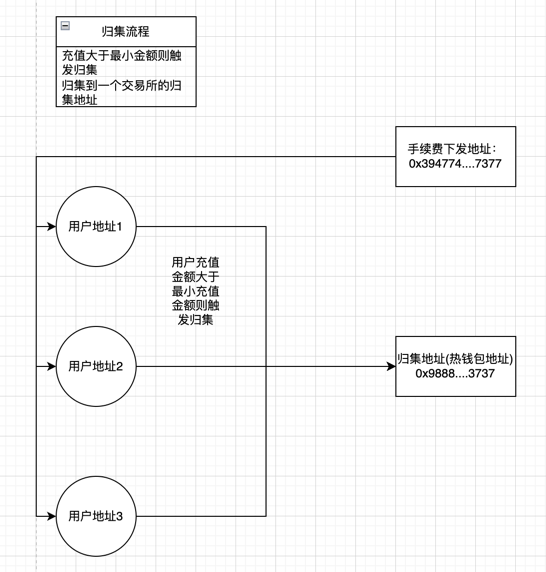 归集流程
充值大于最小金额则触
发归集
归集到一个交易所的归
集地址
手续费下发地址：
0x394774....7377
用户地址1
用户充值
金额大于
最小充值
金额则触
发归集
用户地址2
归集地址(热钱包地址)
0x9888....3737
用户地址3